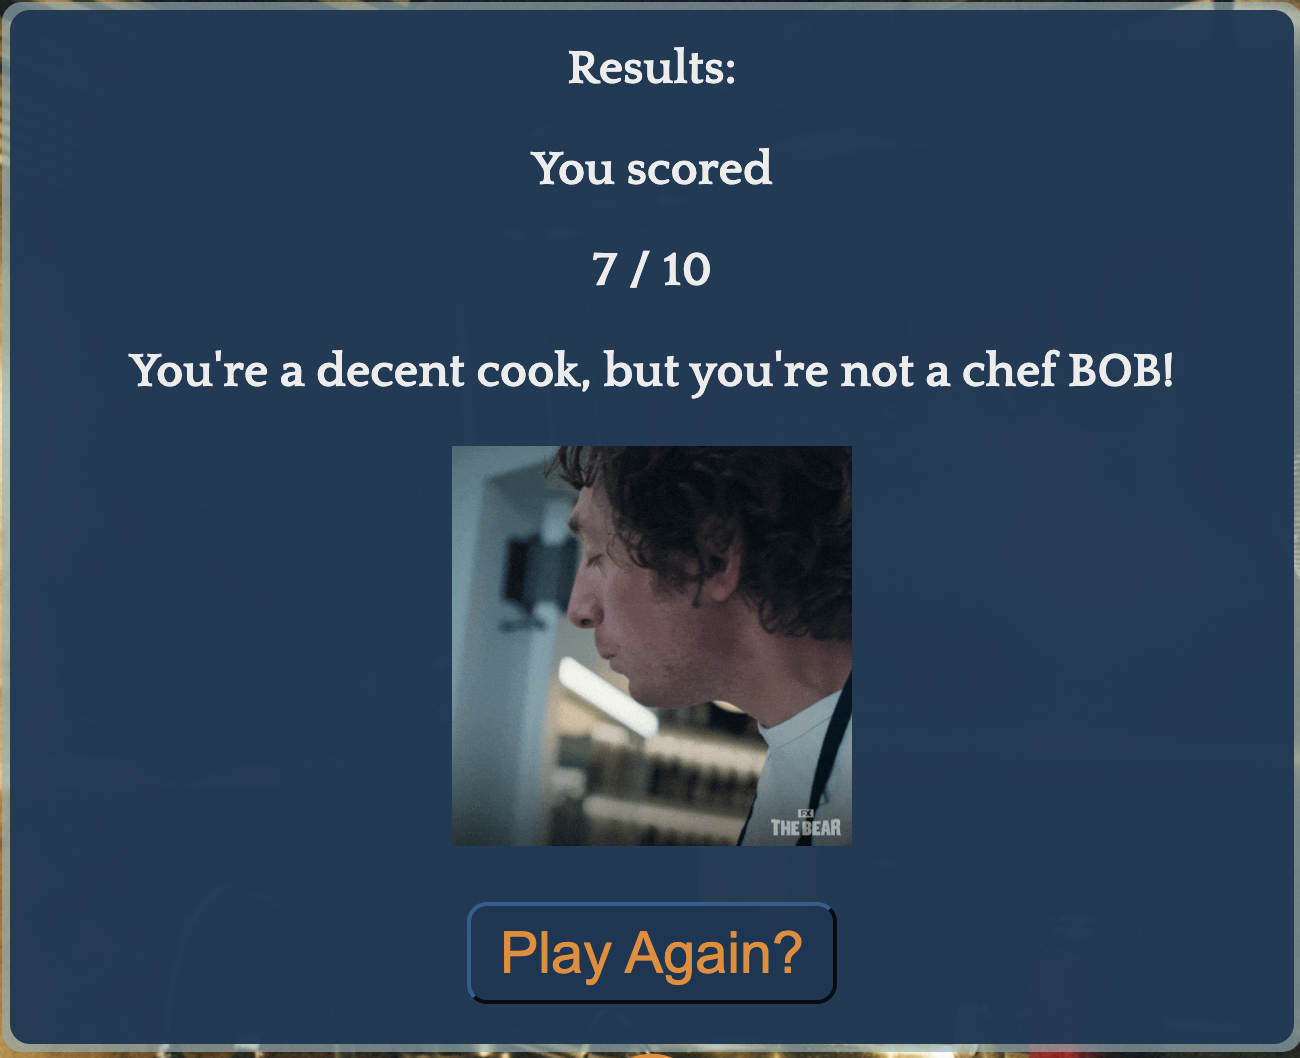 Results:
You scored
7 / 10
You're a decent cook, but you're not a chef BOB!
FX
THE BEAR
Play Again?